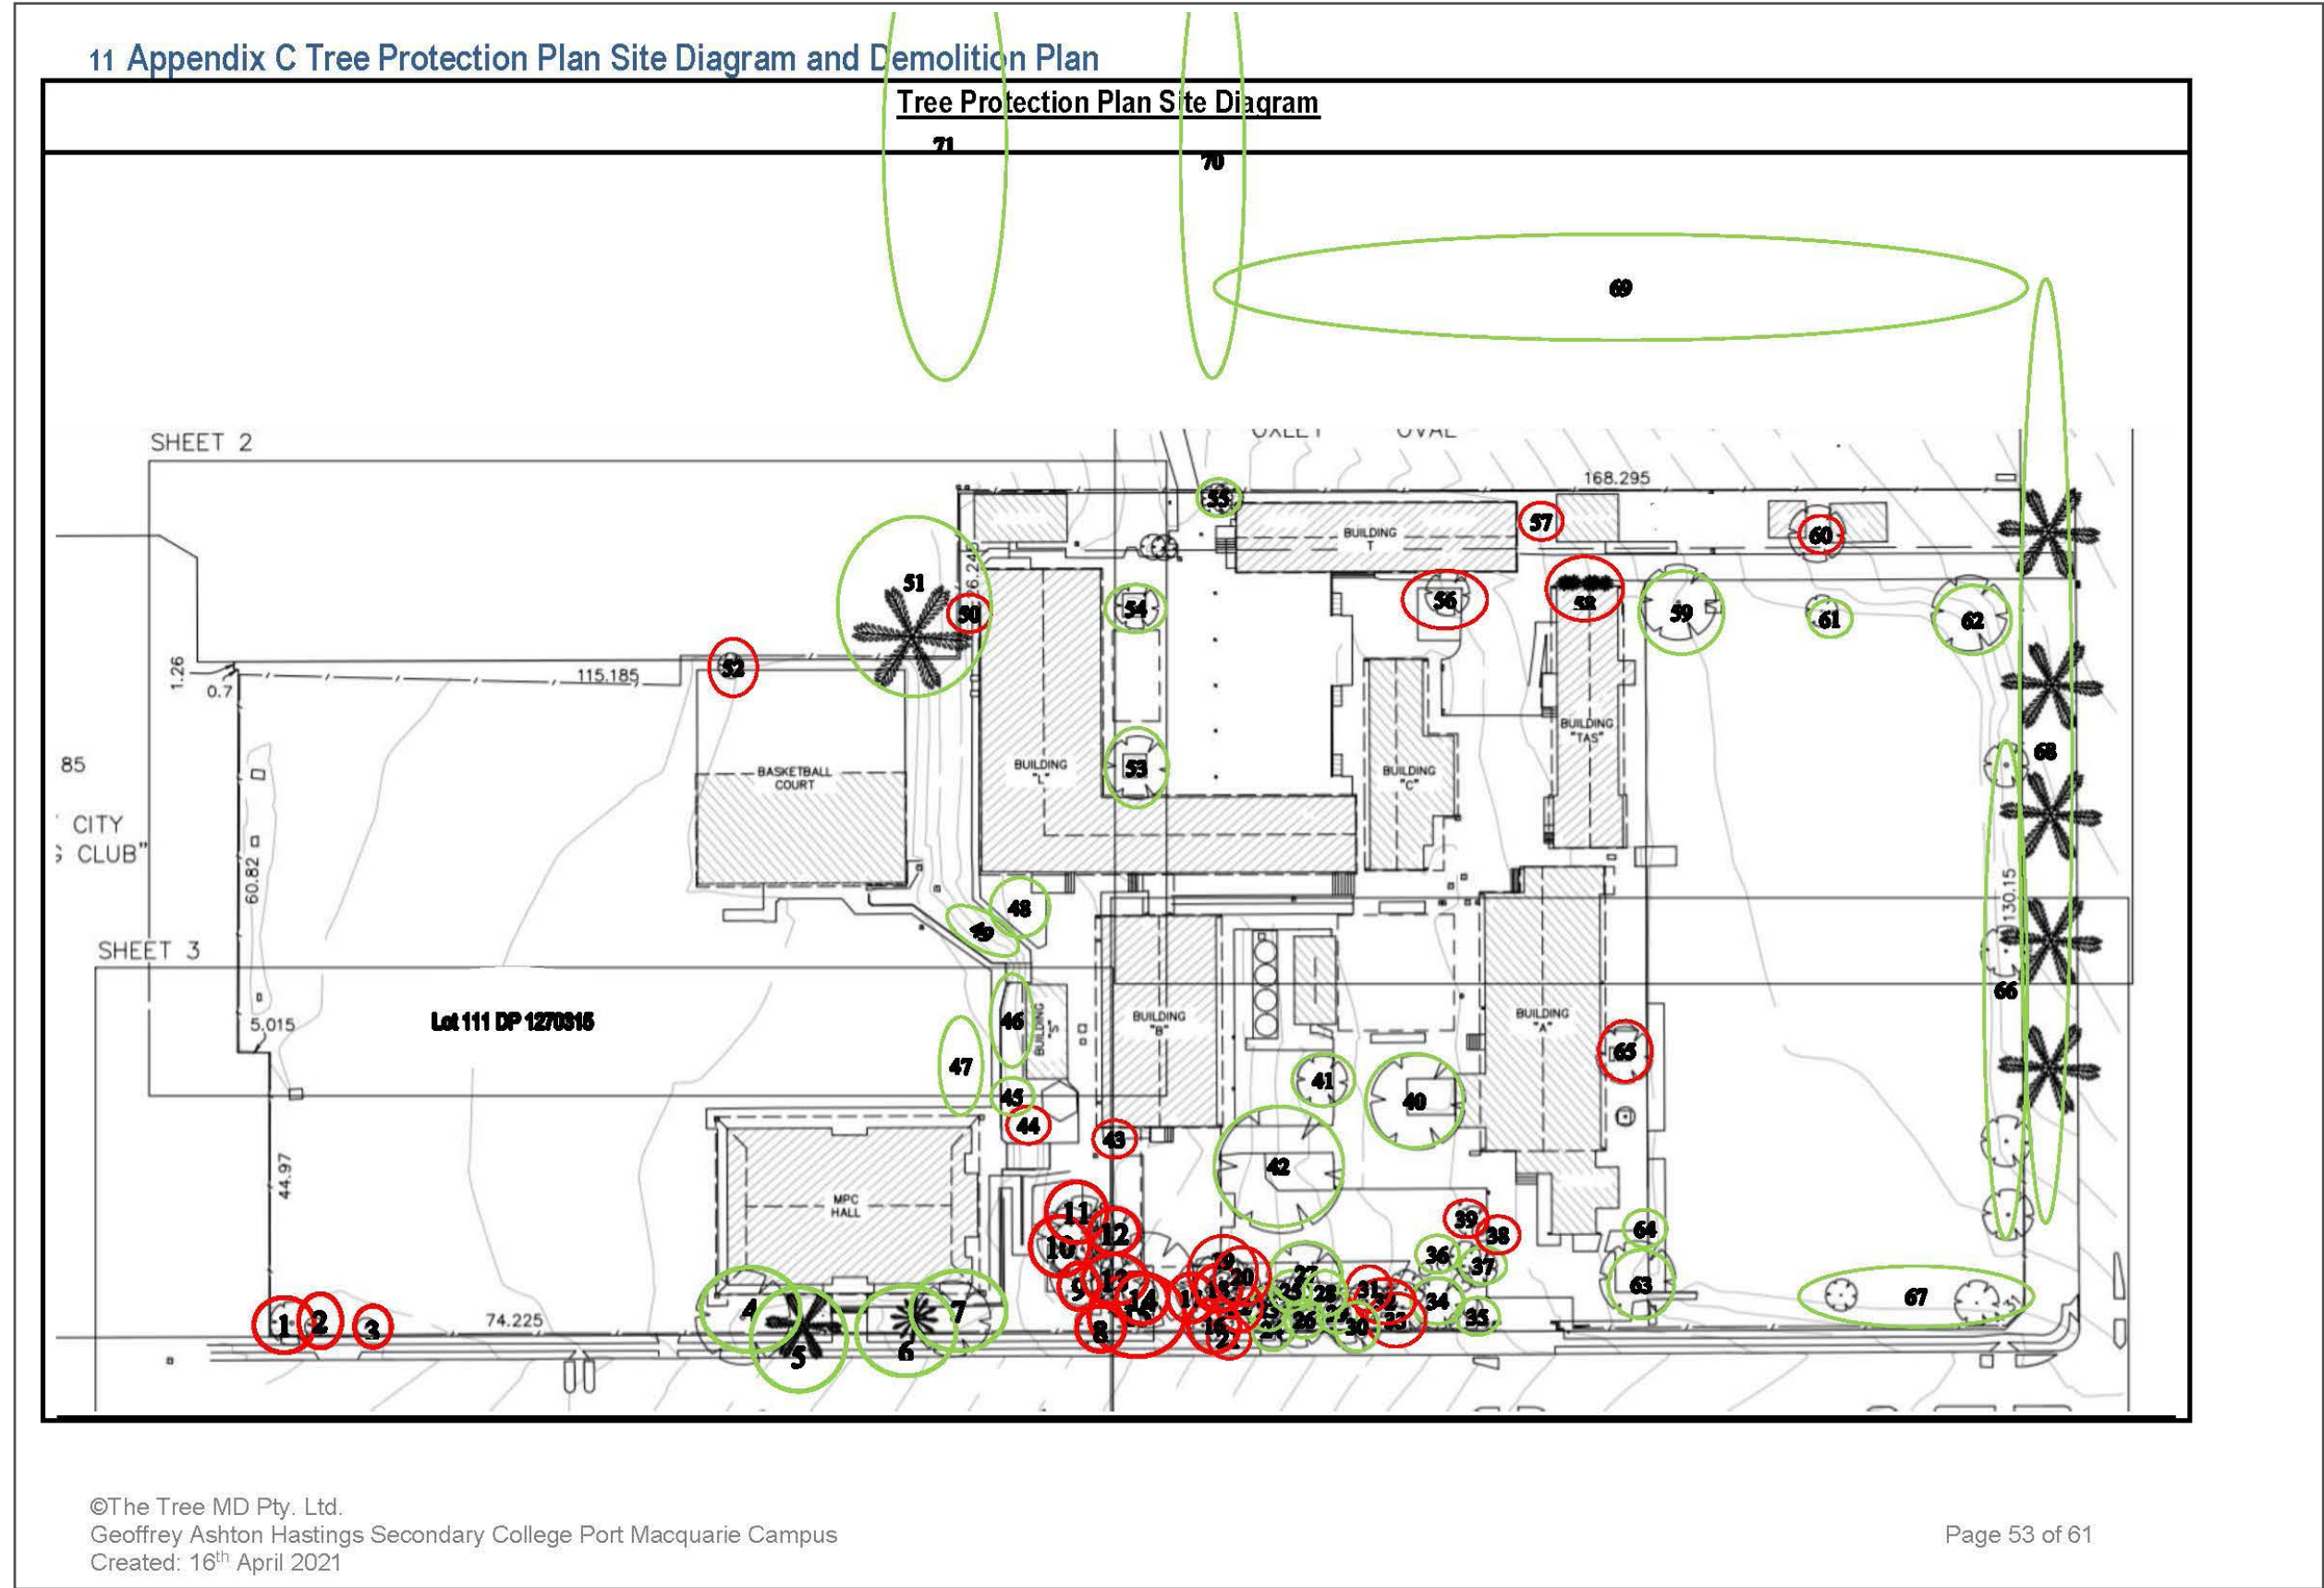 11 Appendix C Tree Protection Plan Site Diagram and Demolition Plan
Tree Protection Plan Site Diagram
71
70
69
SHEET 2
OXLEY OVAL
168.295
55
57
60
BUILDING
T
51
50
54
56
58
59
61
62
52
1.26
0.7
115.185
BUILDING
"TAS"
68
85
BASKETBALL
COURT
BUILDING
"L"
53
BUILDING
"C"
CITY
CLUB"
60.82
130.15
48
49
SHEET 3
66
5.015
Lot 111 DP 1270315
46
BUILDING
"S"
BUILDING
"B"
BUILDING
"A"
65
47
41
45
40
44
43
42
44.97
MPC
HALL
11
12
10
39
38
64
36
37
9
14
20
28
31
63
67
34
35
1
2
3
74.225
4
7
8
26
30
5
6
©The Tree MD Pty. Ltd.
Geoffrey Ashton Hastings Secondary College Port Macquarie Campus
Created: 16th April 2021
Page 53 of 61